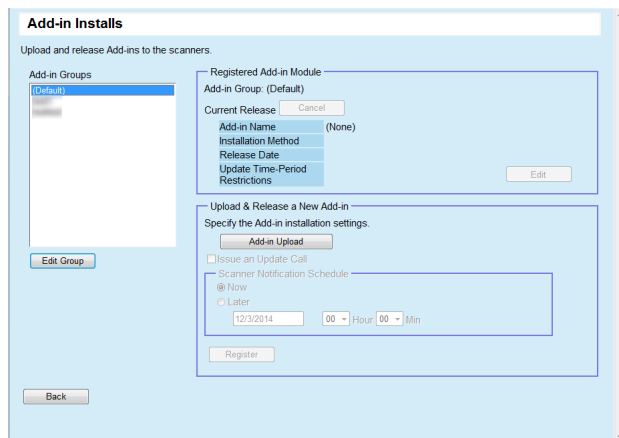 Add-in Installs
Upload and release Add-ins to the scanners.
Add-in Groups
(Default)
Edit Group
Registered Add-in Module
Add-in Group: (Default)
Current Release Cancel
Add-in Name (None)
Installation Method
Release Date
Update Time-Period
Restrictions
Edit
Upload & Release a New Add-in
Specify the Add-in installation settings.
Add-in Upload
Issue an Update Call
Scanner Notification Schedule
Now
Later
12/3/2014 00 Hour 00 Min
Register
Back